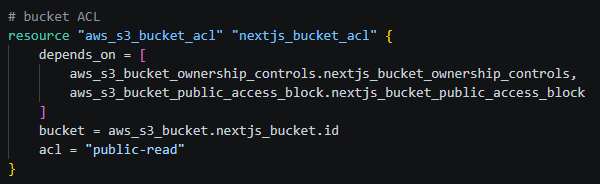 # bucket ACL
resource "aws_s3_bucket_acl" "nextjs_bucket_acl" {
    depends_on = [
        aws_s3_bucket_ownership_controls.nextjs_bucket_ownership_controls,
        aws_s3_bucket_public_access_block.nextjs_bucket_public_access_block
    ]
    bucket = aws_s3_bucket.nextjs_bucket.id
    acl = "public-read"
}